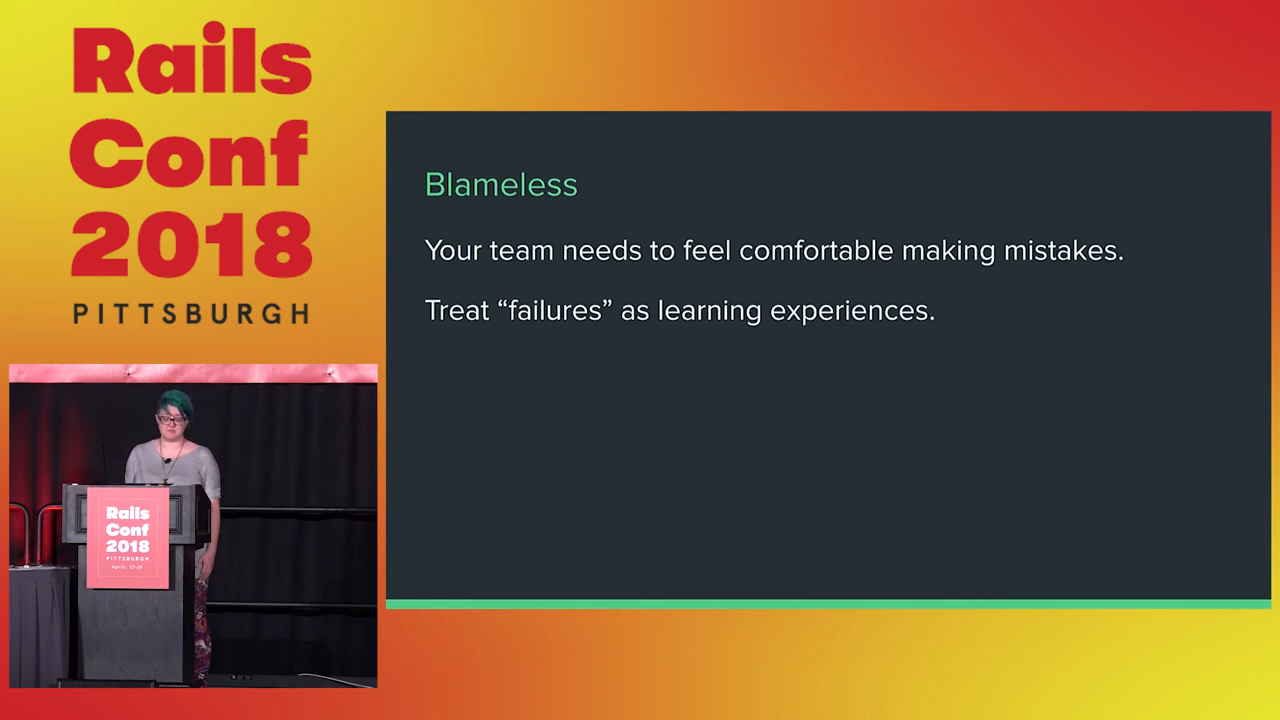 Rails
Conf
2018
PITTSBURGH
Blameless
Your team needs to feel comfortable making mistakes.
Treat “failures” as learning experiences.
Rails
Conf
2018
PITTSBURGH